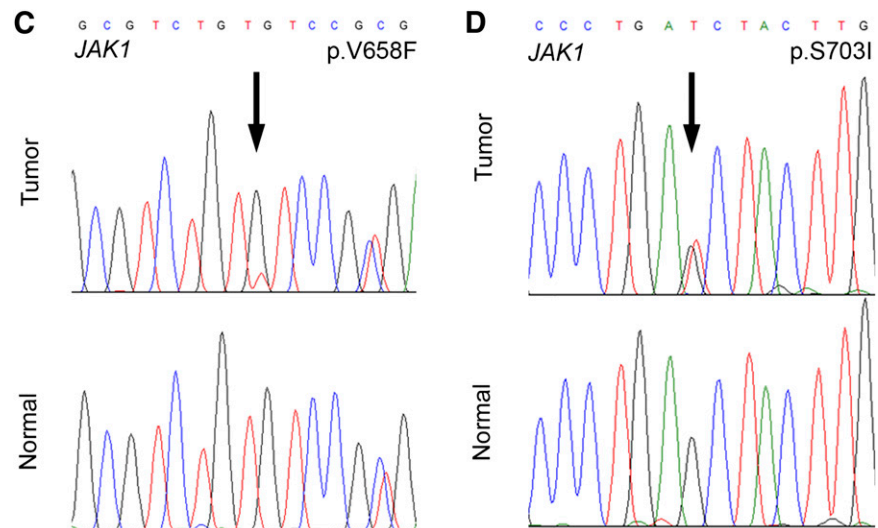 C
G C G T C T G T G T C C G C G
JAK1 p.V658F
Tumor
Normal
D
C C C T G A T C T A C T T G
JAK1 p.S703I
Tumor
Normal